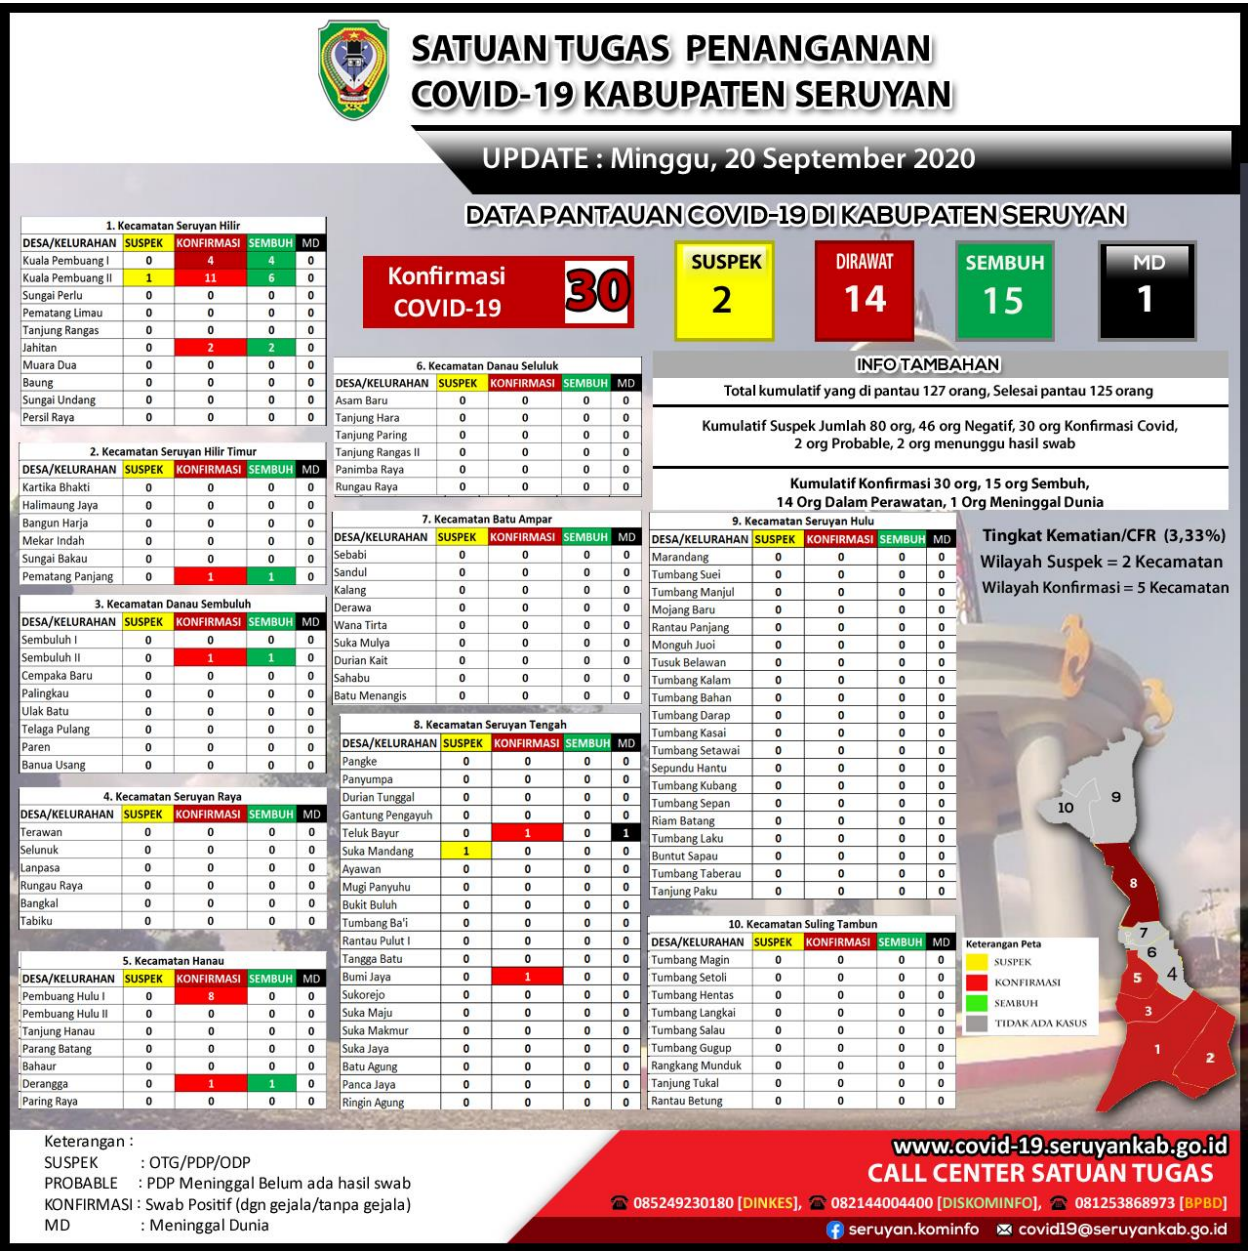 SATUAN TUGAS PENANGANAN
COVID-19 KABUPATEN SERUYAN
UPDATE : Minggu, 20 September 2020
DATA PANTAUAN COVID-19 DI KABUPATEN SERUYAN
Konfirmasi COVID-19 30
SUSPEK 2
DIRAWAT 14
SEMBUH 15
MD 1
INFO TAMBAHAN
Total kumulatif yang di pantau 127 orang, Selesai pantau 125 orang
Kumulatif Suspek Jumlah 80 org, 46 org Negatif, 30 org Konfirmasi Covid,
2 org Probable, 2 org menunggu hasil swab
Kumulatif Konfirmasi 30 org, 15 org Sembuh,
14 Org Dalam Perawatan, 1 Org Meninggal Dunia
Tingkat Kematian/CFR (3,33%)
Wilayah Suspek = 2 Kecamatan
Wilayah Konfirmasi = 5 Kecamatan
1. Kecamatan Seruyan Hilir
DESA/KELURAHAN SUSPEK KONFIRMASI SEMBUH MD
Kuala Pembuang I 0 4 4 0
Kuala Pembuang II 1 11 6 0
Sungai Perlu 0 0 0 0
Pematang Limau 0 0 0 0
Tanjung Rangas 0 0 0 0
Jahitan 0 2 2 0
Muara Dua 0 0 0 0
Baung 0 0 0 0
Sungai Undang 0 0 0 0
Persil Raya 0 0 0 0
2. Kecamatan Seruyan Hilir Timur
DESA/KELURAHAN SUSPEK KONFIRMASI SEMBUH MD
Kartika Bhakti 0 0 0 0
Halimaung Jaya 0 0 0 0
Bangun Harja 0 0 0 0
Mekar Indah 0 0 0 0
Sungai Bakau 0 0 0 0
Pematang Panjang 0 1 1 0
3. Kecamatan Danau Sembuluh
DESA/KELURAHAN SUSPEK KONFIRMASI SEMBUH MD
Sembuluh I 0 0 0 0
Sembuluh II 0 1 1 0
Cempaka Baru 0 0 0 0
Palingkau 0 0 0 0
Ulak Batu 0 0 0 0
Telaga Pulang 0 0 0 0
Paren 0 0 0 0
Banua Usang 0 0 0 0
4. Kecamatan Seruyan Raya
DESA/KELURAHAN SUSPEK KONFIRMASI SEMBUH MD
Terawan 0 0 0 0
Selunuk 0 0 0 0
Lanpasa 0 0 0 0
Rungau Raya 0 0 0 0
Bangkal 0 0 0 0
Tabiku 0 0 0 0
5. Kecamatan Hanau
DESA/KELURAHAN SUSPEK KONFIRMASI SEMBUH MD
Pembuang Hulu I 0 8 0 0
Pembuang Hulu II 0 0 0 0
Tanjung Hanau 0 0 0 0
Parang Batang 0 0 0 0
Bahaur 0 0 0 0
Derangga 0 1 1 0
Paring Raya 0 0 0 0
6. Kecamatan Danau Seluluk
DESA/KELURAHAN SUSPEK KONFIRMASI SEMBUH MD
Asam Baru 0 0 0 0
Tanjung Hara 0 0 0 0
Tanjung Paring 0 0 0 0
Tanjung Rangas II 0 0 0 0
Panimba Raya 0 0 0 0
Rungau Raya 0 0 0 0
7. Kecamatan Batu Ampar
DESA/KELURAHAN SUSPEK KONFIRMASI SEMBUH MD
Sebabi 0 0 0 0
Sandul 0 0 0 0
Kalang 0 0 0 0
Derawa 0 0 0 0
Wana Tirta 0 0 0 0
Suka Mulya 0 0 0 0
Durian Kait 0 0 0 0
Sahabu 0 0 0 0
Batu Menangis 0 0 0 0
8. Kecamatan Seruyan Tengah
DESA/KELURAHAN SUSPEK KONFIRMASI SEMBUH MD
Pangke 0 0 0 0
Panyumpa 0 0 0 0
Durian Tunggal 0 0 0 0
Gantung Pengayuh 0 0 0 0
Teluk Bayur 0 1 0 1
Suka Mandang 1 0 0 0
Ayawan 0 0 0 0
Mugi Panyuhu 0 0 0 0
Bukit Buluh 0 0 0 0
Tumbang Ba'i 0 0 0 0
Rantau Pulut I 0 0 0 0
Tangga Batu 0 0 0 0
Bumi Jaya 0 1 0 0
Sukorejo 0 0 0 0
Suka Maju 0 0 0 0
Suka Makmur 0 0 0 0
Suka Jaya 0 0 0 0
Batu Agung 0 0 0 0
Panca Jaya 0 0 0 0
Ringin Agung 0 0 0 0
9. Kecamatan Seruyan Hulu
DESA/KELURAHAN SUSPEK KONFIRMASI SEMBUH MD
Marandang 0 0 0 0
Tumbang Suei 0 0 0 0
Tumbang Manjul 0 0 0 0
Mojang Baru 0 0 0 0
Rantau Panjang 0 0 0 0
Monguh Juoi 0 0 0 0
Tusuk Belawan 0 0 0 0
Tumbang Kalam 0 0 0 0
Tumbang Bahan 0 0 0 0
Tumbang Darap 0 0 0 0
Tumbang Kasai 0 0 0 0
Tumbang Setawai 0 0 0 0
Sepundu Hantu 0 0 0 0
Tumbang Kubang 0 0 0 0
Tumbang Sepan 0 0 0 0
Riam Batang 0 0 0 0
Tumbang Laku 0 0 0 0
Buntut Sapau 0 0 0 0
Tumbang Taberau 0 0 0 0
Tanjung Paku 0 0 0 0
10. Kecamatan Suling Tambun
DESA/KELURAHAN SUSPEK KONFIRMASI SEMBUH MD
Tumbang Magin 0 0 0 0
Tumbang Setoli 0 0 0 0
Tumbang Hentas 0 0 0 0
Tumbang Langkai 0 0 0 0
Tumbang Salau 0 0 0 0
Tumbang Gugup 0 0 0 0
Rangkang Munduk 0 0 0 0
Tanjung Tukal 0 0 0 0
Rantau Betung 0 0 0 0
9
10
8
7
6
5
4
3
1
2
Keterangan Peta
SUSPEK
KONFIRMASI
SEMBUH
TIDAK ADA KASUS
Keterangan :
SUSPEK : OTG/PDP/ODP
PROBABLE : PDP Meninggal Belum ada hasil swab
KONFIRMASI : Swab Positif (dgn gejala/tanpa gejala)
MD : Meninggal Dunia
www.covid-19.seruyankab.go.id
CALL CENTER SATUAN TUGAS
085249230180 [DINKES], 082144004400 [DISKOMINFO], 081253868973 [BPBD]
seruyan.kominfo covid19@seruyankab.go.id